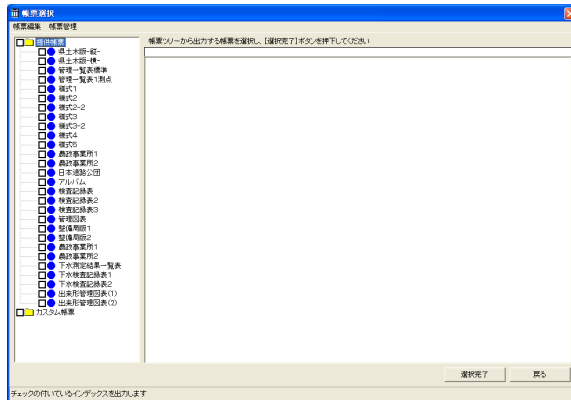 帳票選択
帳票編集 帳票管理
帳票ツリーから出力する帳票を選択し、[選択完了]ボタンを押下してください
提供帳票
県土木版-縦-
県土木版-横-
管理一覧表標準
管理一覧表1測点
様式1
様式2
様式2-2
様式3
様式3-2
様式4
様式5
農政事業所1
農政事業所2
日本道路公団
アルバム
検査記録表
検査記録表2
検査記録表3
管理図表
整備局版1
整備局版2
農政事業所1
農政事業所2
下水測定結果一覧表
下水検査記録表1
下水検査記録表2
出来形管理図表(1)
出来形管理図表(2)
カスタム帳票
選択完了 戻る
チェックの付いているインデックスを出力します